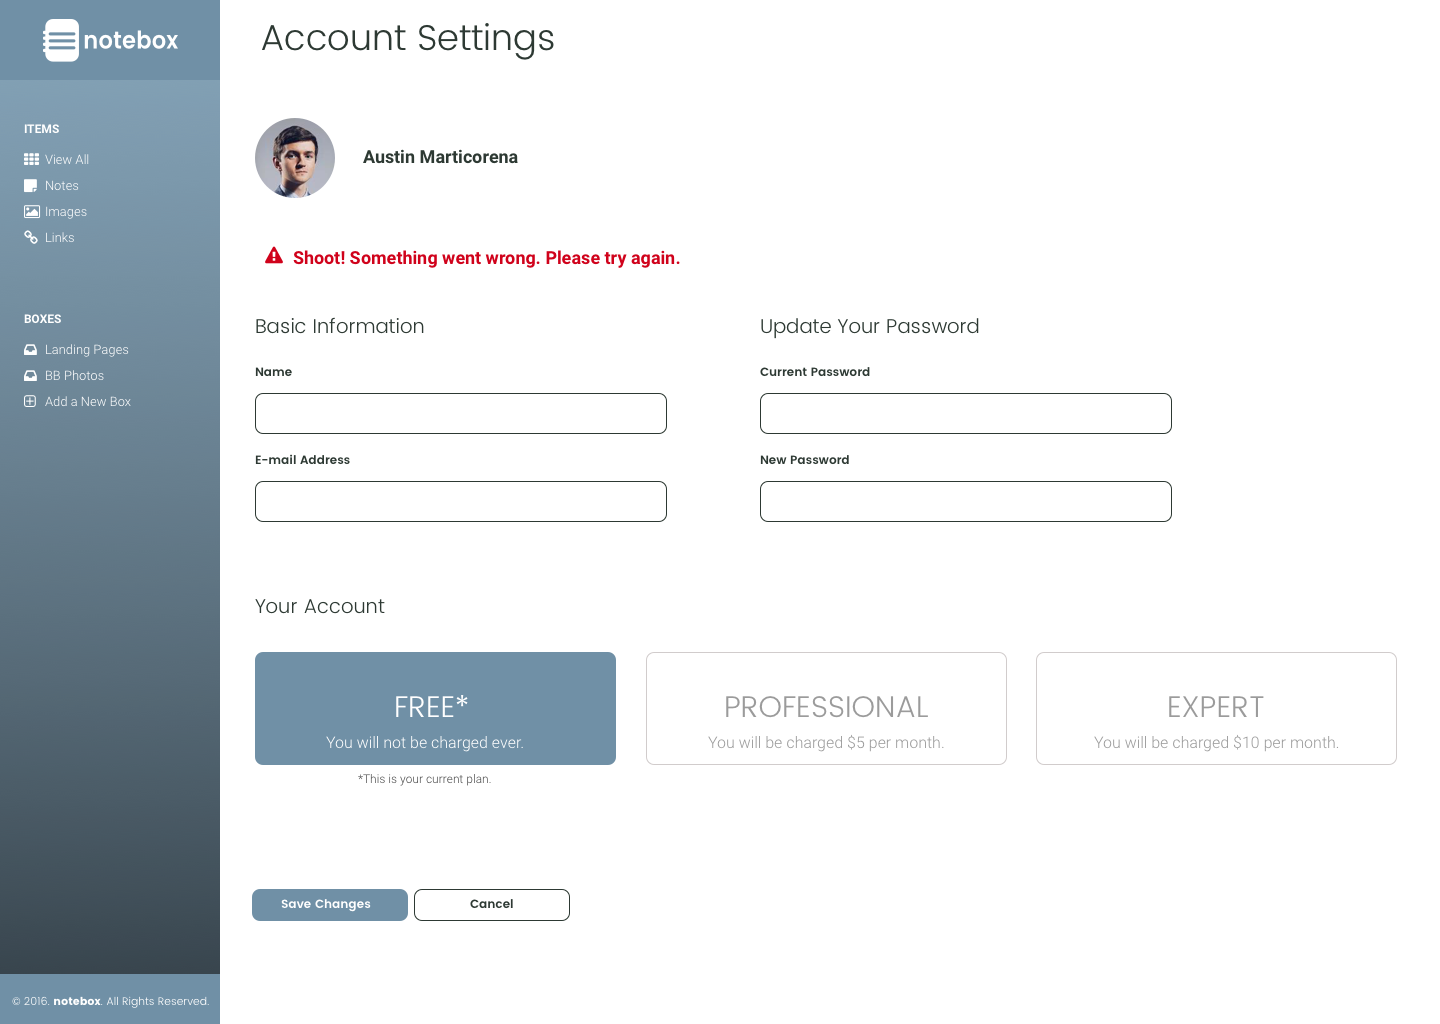 notebox
ITEMS
View All
Notes
Images
Links
BOXES
Landing Pages
BB Photos
Add a New Box
© 2016. notebox. All Rights Reserved.
Account Settings
Austin Marticorena
Shoot! Something went wrong. Please try again.
Basic Information
Name
E-mail Address
Update Your Password
Current Password
New Password
Your Account
FREE*
You will not be charged ever.
*This is your current plan.
PROFESSIONAL
You will be charged $5 per month.
EXPERT
You will be charged $10 per month.
Save Changes
Cancel